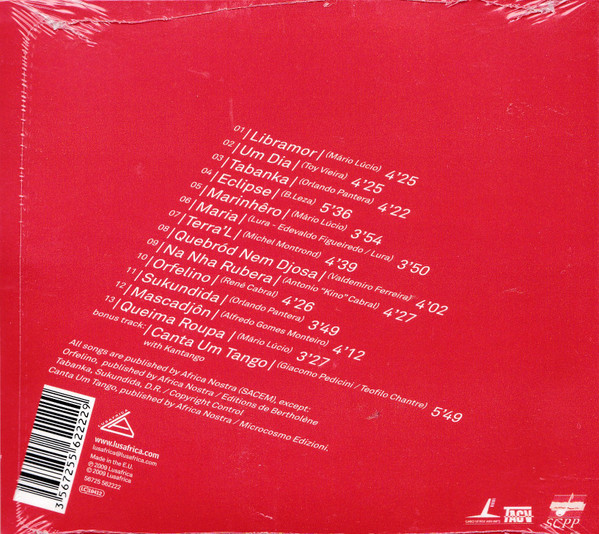 01 | Libramor | (Mário Lúcio) 4'25
02 | Um Dia | (Toy Vieira) 4'25
03 | Tabanka | (Orlando Pantera) 4'22
04 | Eclipse | (B.Leza) 5'36
05 | Marinhêro | (Mário Lúcio) 3'54
06 | Maria | (Lura - Edevaldo Figueiredo / Lura) 3'50
07 | Terra'L | (Michel Montrond) 4'39
08 | Quebród Nem Djosa | (Valdemiro Ferreira) 4'02
09 | Na Nha Rubera | (Antonio "Kino" Cabral) 4'27
10 | Orfelino | (René Cabral) 4'26
11 | Sukundida | (Orlando Pantera) 3'49
12 | Mascadjôn | (Alfredo Gomes Monteiro) 4'12
13 | Queima Roupa | (Mário Lúcio) 3'27
bonus track: | Canta Um Tango | (Giacomo Pedicini / Teofilo Chantre) 5'49
with Kantango
All songs are published by Africa Nostra (SACEM), except:
Orfelino, published by Africa Nostra / Editions de Bertholène
Tabanka, Sukundida, D.R. / Copyright Control
Canta Um Tango, published by Africa Nostra / Microcosmo Edizioni.
3 567255 622229
www.lusafrica.com
lusafrica@lusafrica.com
Made in the E.U.
℗ 2009 Lusafrica
© 2009 Lusafrica
56725 562222
TACV
SCPP